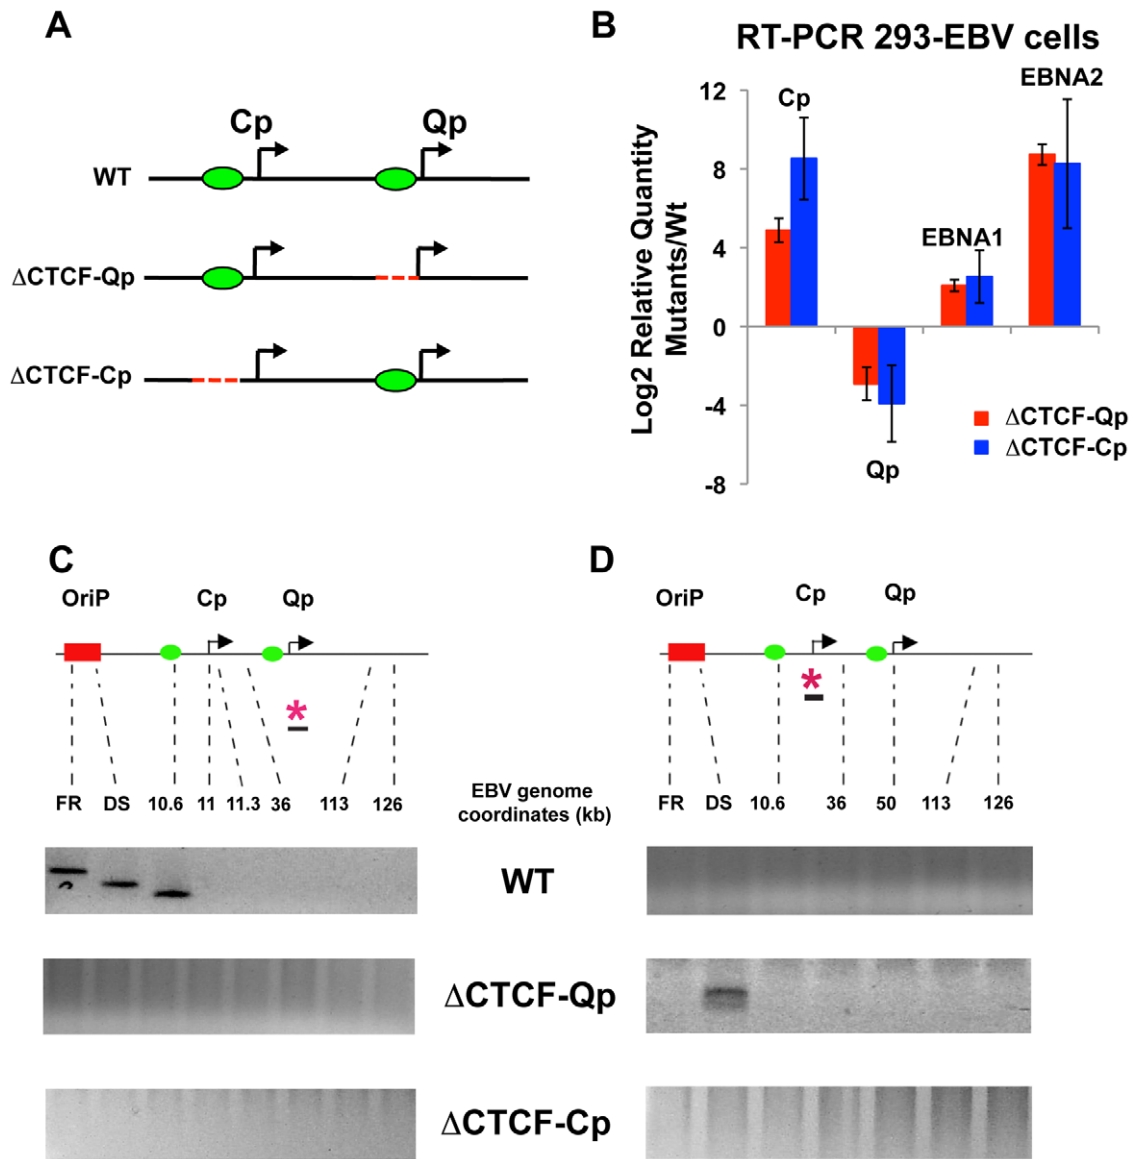 A
Cp
Qp
WT
ΔCTCF-Qp
ΔCTCF-Cp
B
RT-PCR 293-EBV cells
Log2 Relative Quantity
Mutants/Wt
12
8
4
0
-4
-8
Cp
Qp
EBNA1
EBNA2
ΔCTCF-Qp
ΔCTCF-Cp
C
OriP
Cp
Qp
*
FR DS 10.6 11 11.3 36 113 126
EBV genome
coordinates (kb)
D
OriP
Cp
Qp
*
FR DS 10.6 36 50 113 126
WT
ΔCTCF-Qp
ΔCTCF-Cp